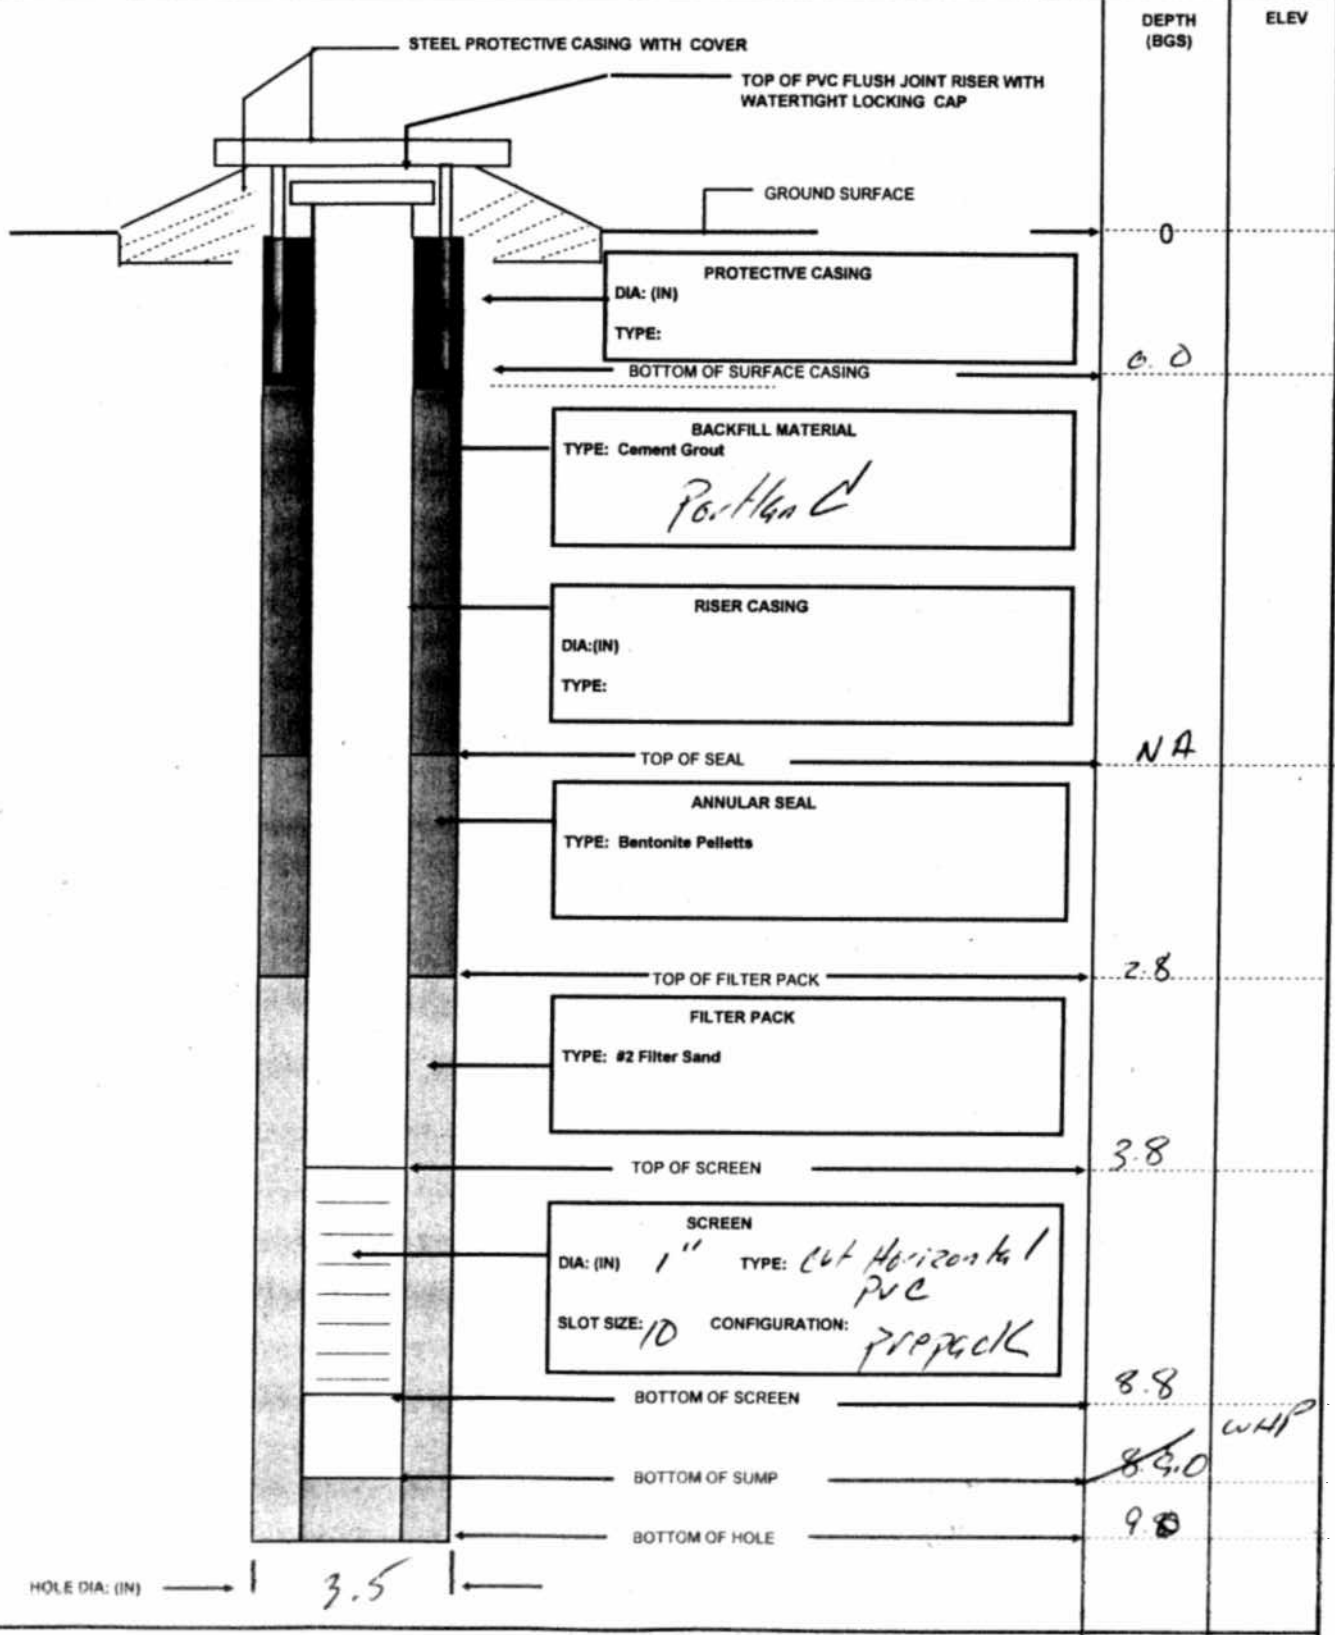 DEPTH
(BGS)
ELEV
STEEL PROTECTIVE CASING WITH COVER
TOP OF PVC FLUSH JOINT RISER WITH
WATERTIGHT LOCKING CAP
GROUND SURFACE
0
PROTECTIVE CASING
DIA: (IN)
TYPE:
BOTTOM OF SURFACE CASING
0.0
BACKFILL MATERIAL
TYPE: Cement Grout
Portland
RISER CASING
DIA:(IN)
TYPE:
TOP OF SEAL
NA
ANNULAR SEAL
TYPE: Bentonite Pelletts
TOP OF FILTER PACK
2.8
FILTER PACK
TYPE: #2 Filter Sand
TOP OF SCREEN
3.8
SCREEN
DIA: (IN) 1" TYPE: Cut Horizontal
PVC
SLOT SIZE: 10 CONFIGURATION: prepack
BOTTOM OF SCREEN
8.8
WHP
BOTTOM OF SUMP
9.0
BOTTOM OF HOLE
HOLE DIA: (IN) 3.5